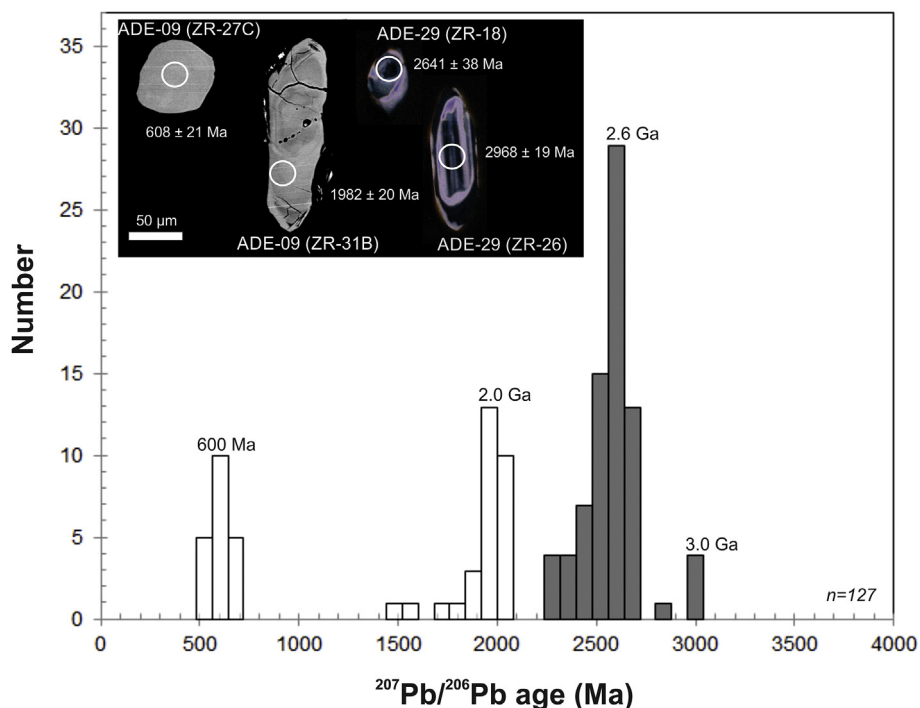 ADE-09 (ZR-27C)
ADE-29 (ZR-18)
2641 ± 38 Ma
608 ± 21 Ma
2968 ± 19 Ma
1982 ± 20 Ma
50 µm
ADE-09 (ZR-31B)
ADE-29 (ZR-26)
35
30
25
20
15
10
5
0
Number
600 Ma
2.0 Ga
2.6 Ga
3.0 Ga
n=127
0 500 1000 1500 2000 2500 3000 3500 4000
²⁰⁷Pb/²⁰⁶Pb age (Ma)